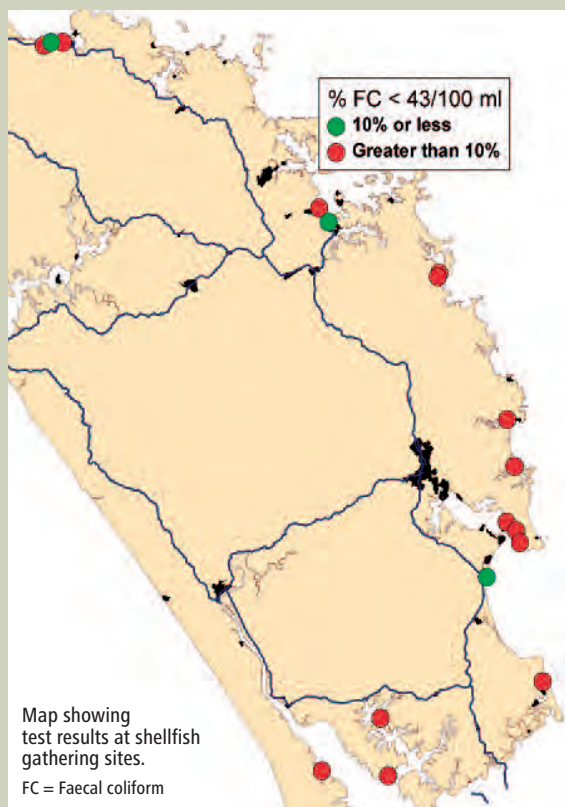 % FC < 43/100 ml
10% or less
Greater than 10%
Map showing
test results at shellfish
gathering sites.
FC = Faecal coliform